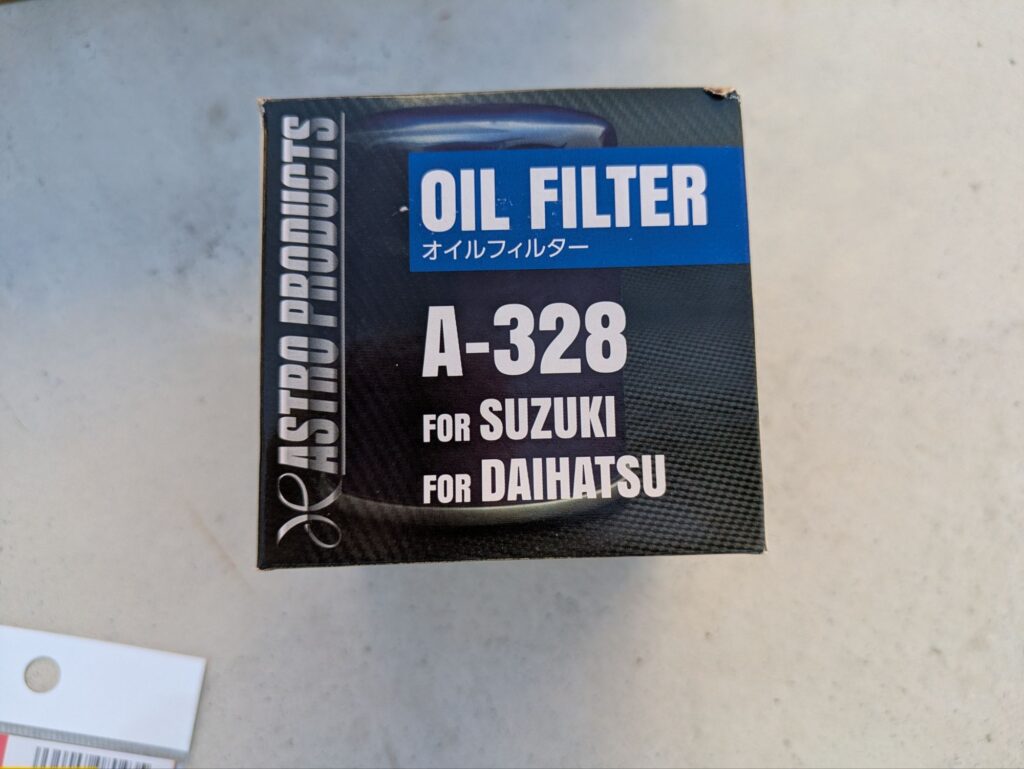 ASTRO PRODUCTS
OIL FILTER
オイルフィルター
A-328
FOR SUZUKI
FOR DAIHATSU